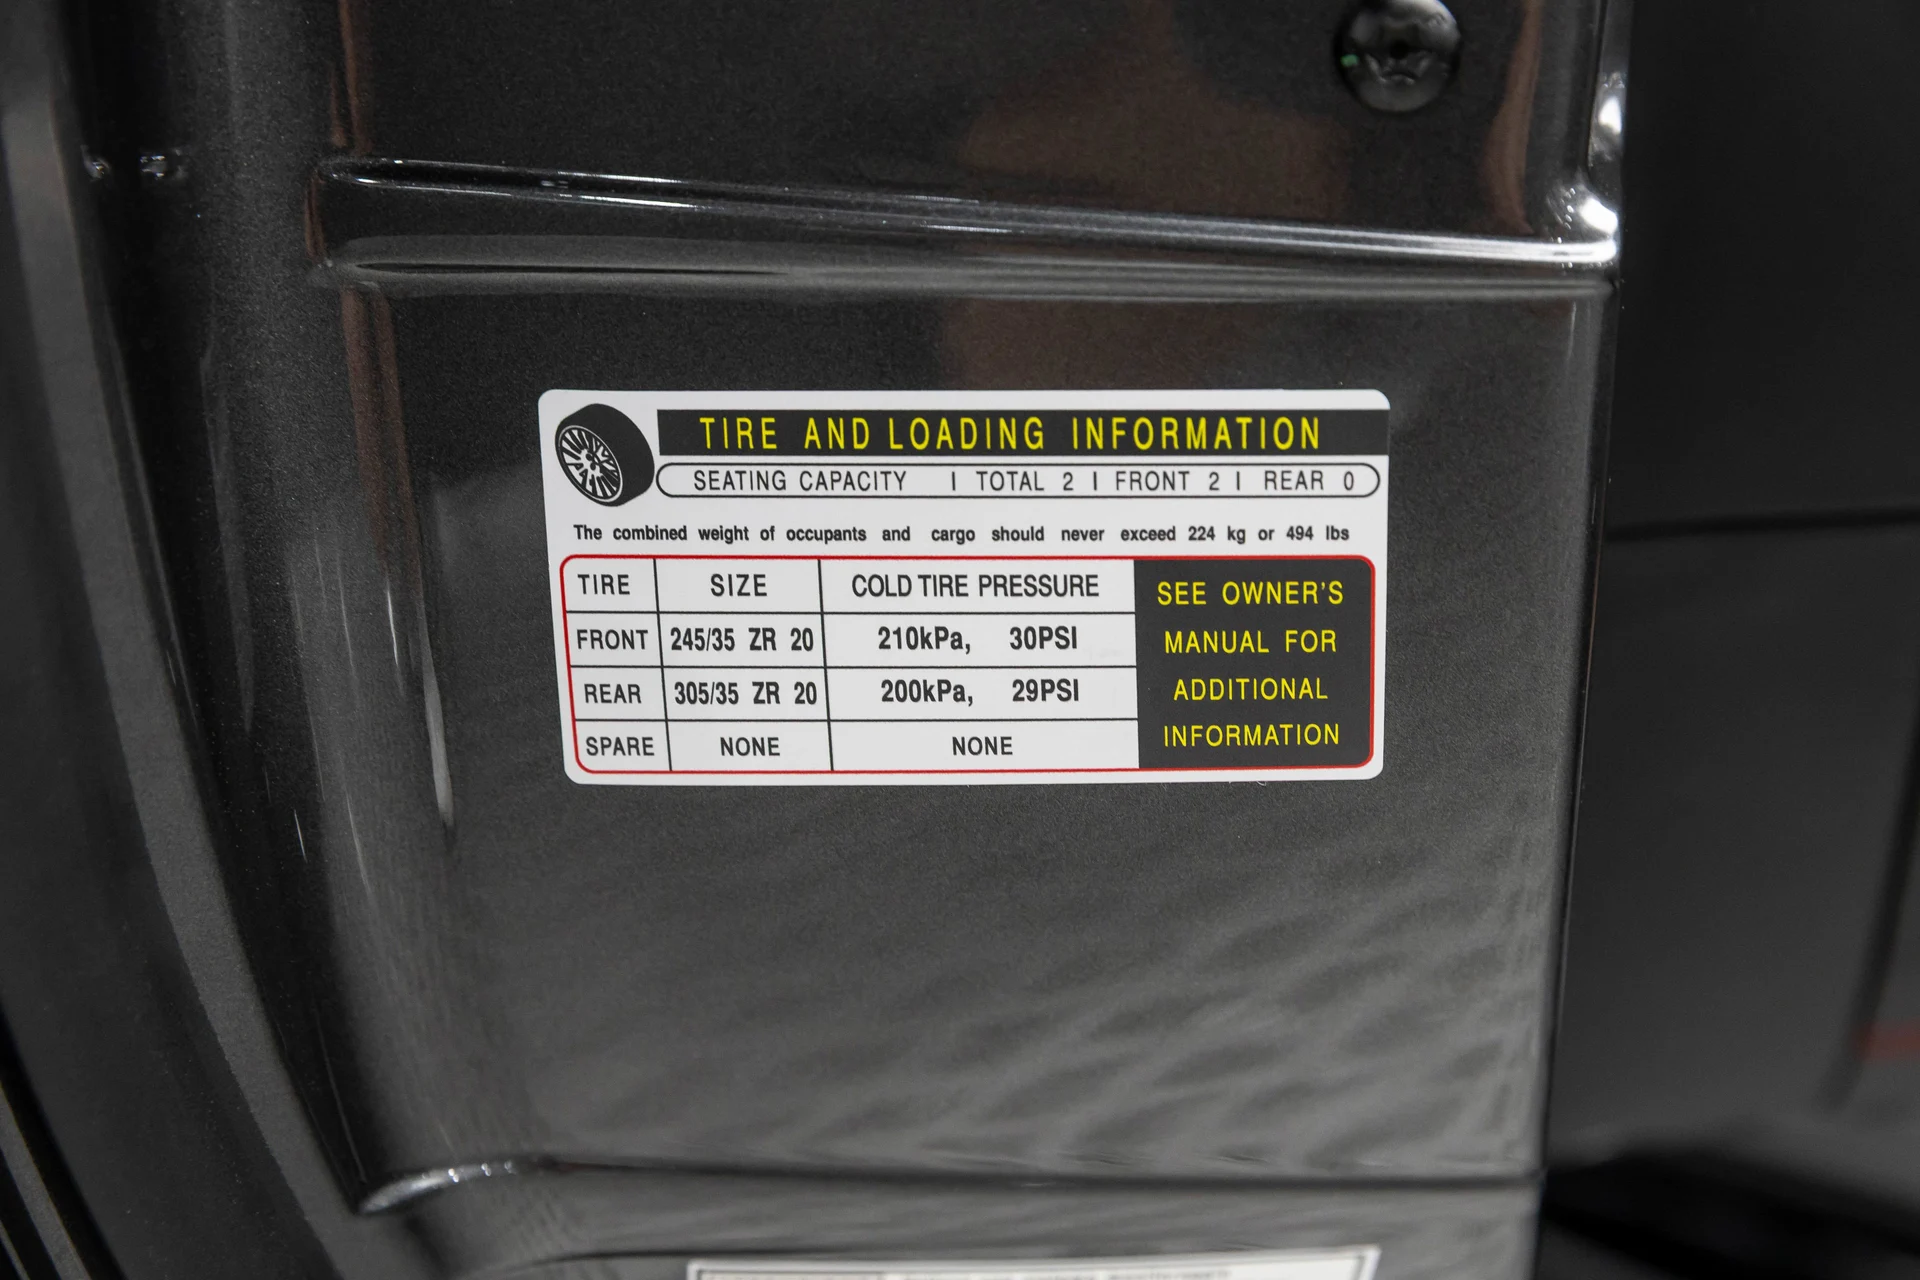 TIRE AND LOADING INFORMATION
SEATING CAPACITY | TOTAL 2 | FRONT 2 | REAR 0
The combined weight of occupants and cargo should never exceed 224 kg or 494 lbs
TIRE SIZE COLD TIRE PRESSURE
FRONT 245/35 ZR 20 210kPa, 30PSI
REAR 305/35 ZR 20 200kPa, 29PSI
SPARE NONE NONE
SEE OWNER'S
MANUAL FOR
ADDITIONAL
INFORMATION